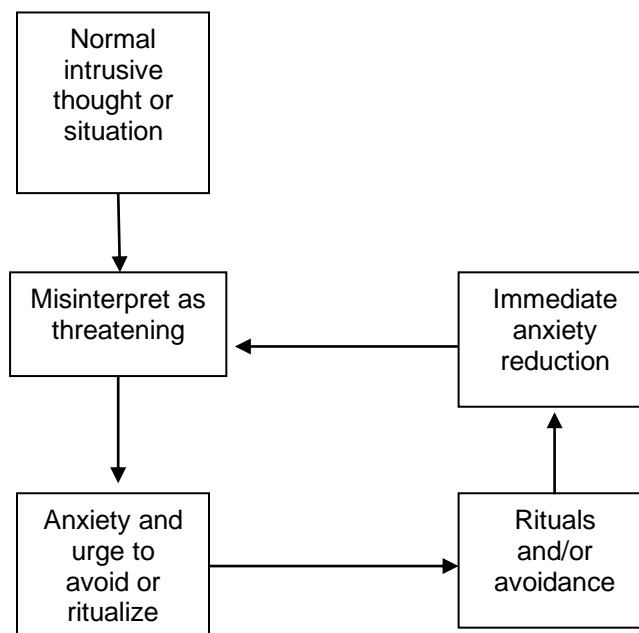 Normal
intrusive
thought or
situation
Misinterpret as
threatening
Immediate
anxiety
reduction
Anxiety and
urge to
avoid or
ritualize
Rituals
and/or
avoidance